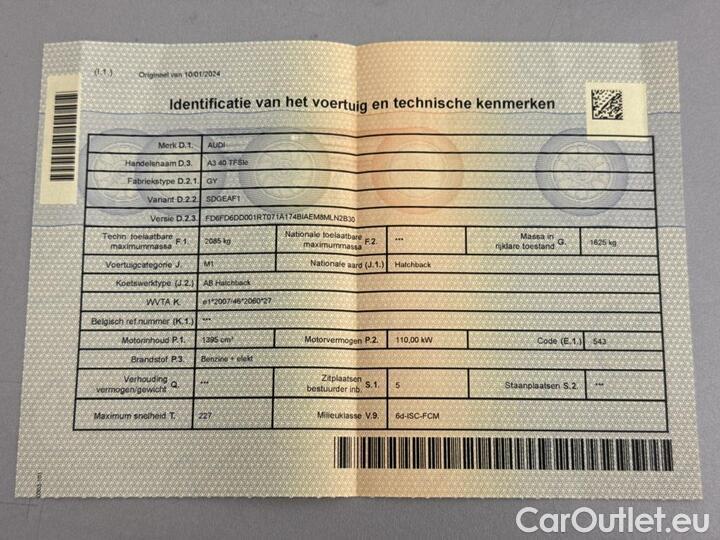 (I.1.) Origineel van 10/01/2024
Identificatie van het voertuig en technische kenmerken
Merk D.1. AUDI
Handelsnaam D.3. A3 40 TFSIe
Fabriekstype D.2.1. GY
Variant D.2.2. SDGEAF1
Versie D.2.3. FD6FD6DD001RT071A174BIAEM8MLN2B30
Techn. toelaatbare maximummassa F.1. 2085 kg Nationale toelaatbare maximummassa F.2. *** Massa in rijklare toestand G. 1625 kg
Voertuigcategorie J. M1 Nationale aard (J.1.) Hatchback
Koetswerktype (J.2.) AB Hatchback
WVTA K. e1*2007/46*2060*27
Belgisch ref.nummer (K.1.) ***
Motorinhoud P.1. 1395 cm³ Motorvermogen P.2. 110,00 kW Code (E.1.) 543
Brandstof P.3. Benzine + elekt
Verhouding vermogen/gewicht Q. *** Zitplaatsen bestuurder inb. S.1. 5 Staanplaatsen S.2. ***
Maximum snelheid T. 227 Milieuklasse V.9. 6d-ISC-FCM
CarOutlet.eu